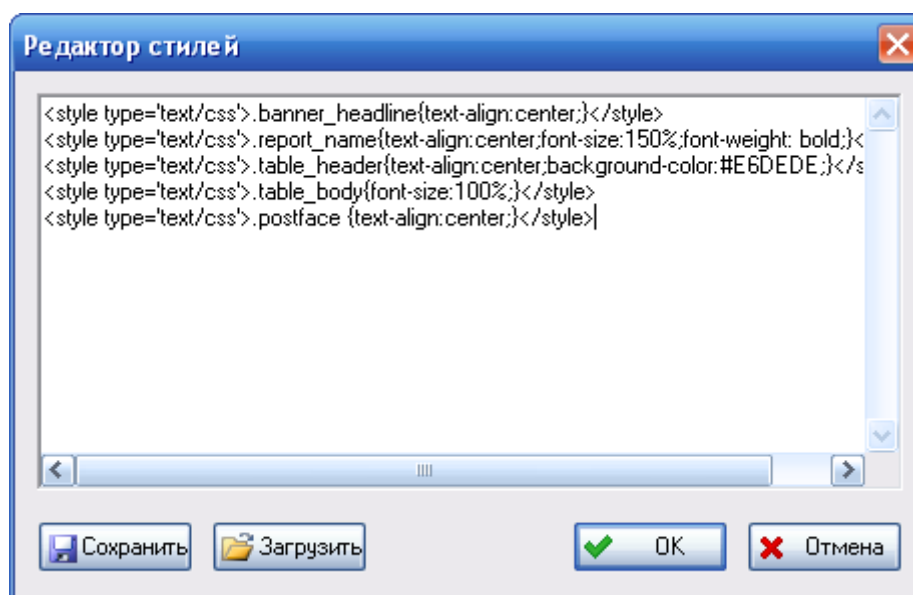 Редактор стилей
<style type='text/css'>.banner_headline{text-align:center;}</style>
<style type='text/css'>.report_name{text-align:center;font-size:150%;font-weight: bold;}<
<style type='text/css'>.table_header{text-align:center;background-color:#E6DEDE;}</s
<style type='text/css'>.table_body{font-size:100%;}</style>
<style type='text/css'>.postface {text-align:center;}</style>
Сохранить Загрузить OK Отмена